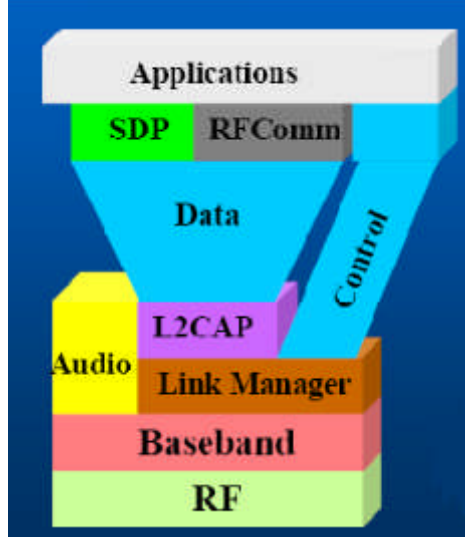 Applications
SDP RFComm
Data
Control
L2CAP
Audio
Link Manager
Baseband
RF